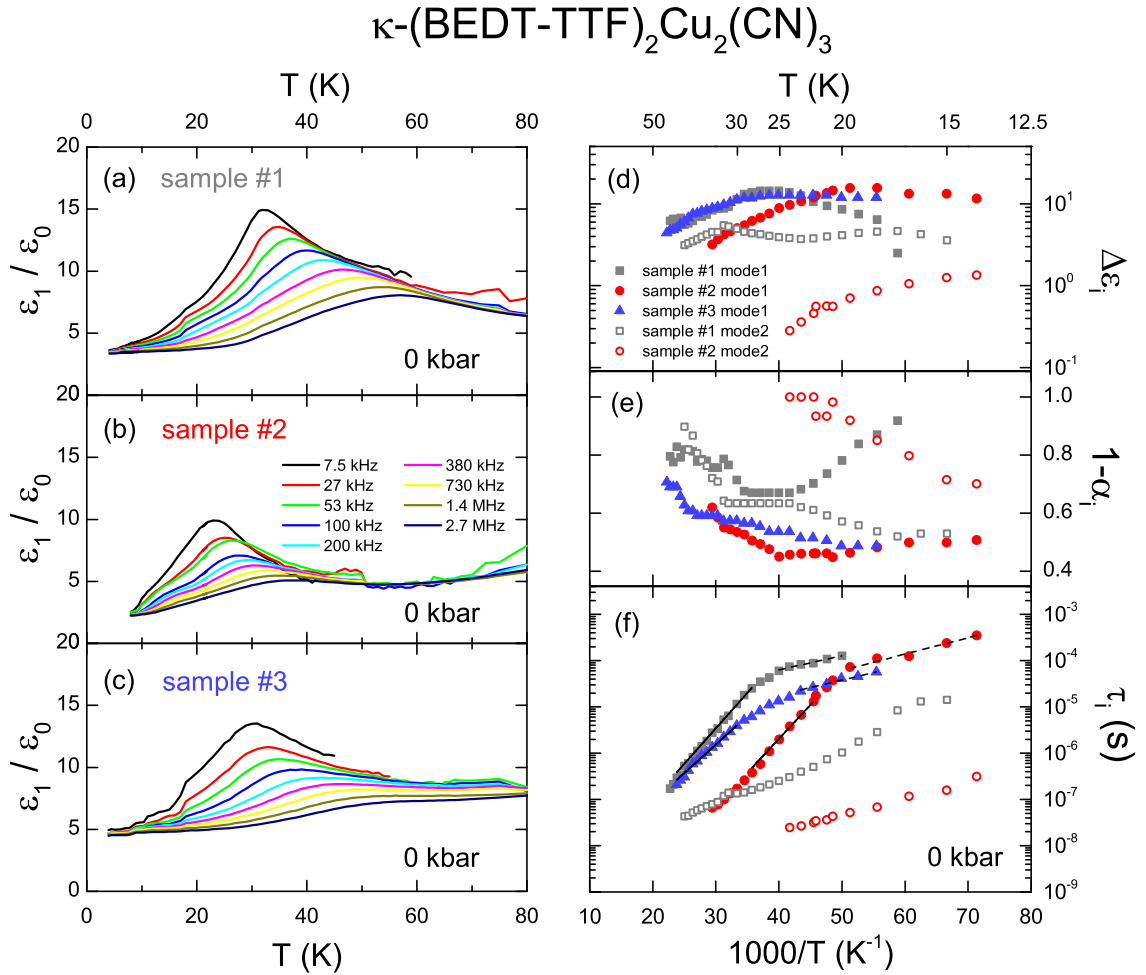 κ-(BEDT-TTF)₂Cu₂(CN)₃
T (K)
0 20 40 60 80
20
15
10
5
(a) sample #1
0 kbar
ε₁ / ε₀
20
15
10
5
(b) sample #2
7.5 kHz
27 kHz
53 kHz
100 kHz
200 kHz
380 kHz
730 kHz
1.4 MHz
2.7 MHz
0 kbar
ε₁ / ε₀
20
15
10
5
0
(c) sample #3
0 kbar
ε₁ / ε₀
0 20 40 60 80
T (K)
T (K)
50 30 25 20 15 12.5
(d)
sample #1 mode1
sample #2 mode1
sample #3 mode1
sample #1 mode2
sample #2 mode2
10¹
10⁰
10⁻¹
Δεᵢ
(e)
1.0
0.8
0.6
0.4
1-αᵢ
(f)
10⁻³
10⁻⁴
10⁻⁵
10⁻⁶
10⁻⁷
10⁻⁸
10⁻⁹
τᵢ (s)
0 kbar
10 20 30 40 50 60 70 80
1000/T (K⁻¹)